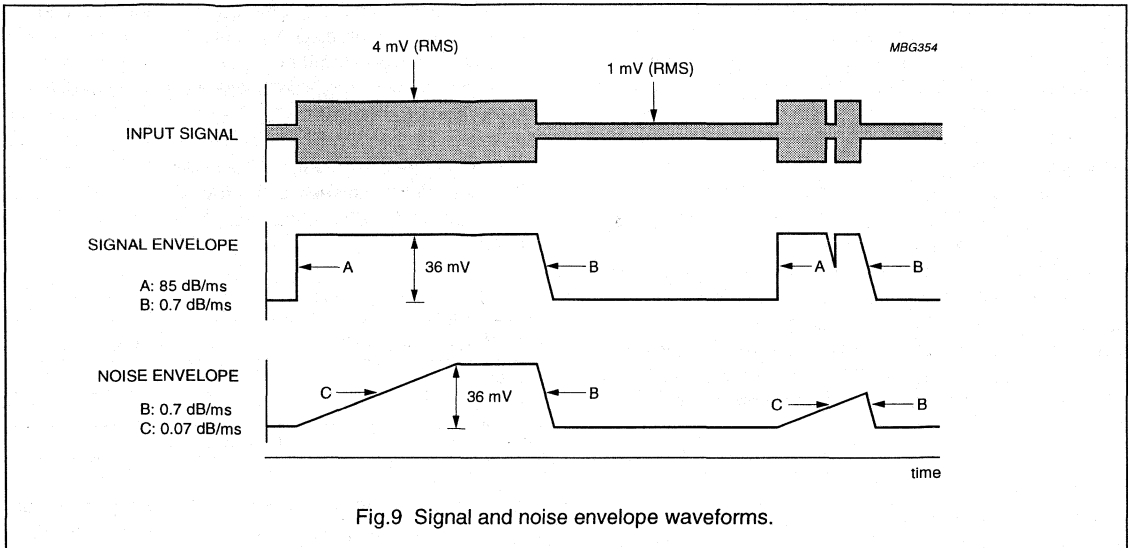 4 mV (RMS)
MBG354
1 mV (RMS)
INPUT SIGNAL
SIGNAL ENVELOPE
A
36 mV
B
A
B
A: 85 dB/ms
B: 0.7 dB/ms
NOISE ENVELOPE
C
36 mV
B
C
B
B: 0.7 dB/ms
C: 0.07 dB/ms
time
Fig.9 Signal and noise envelope waveforms.